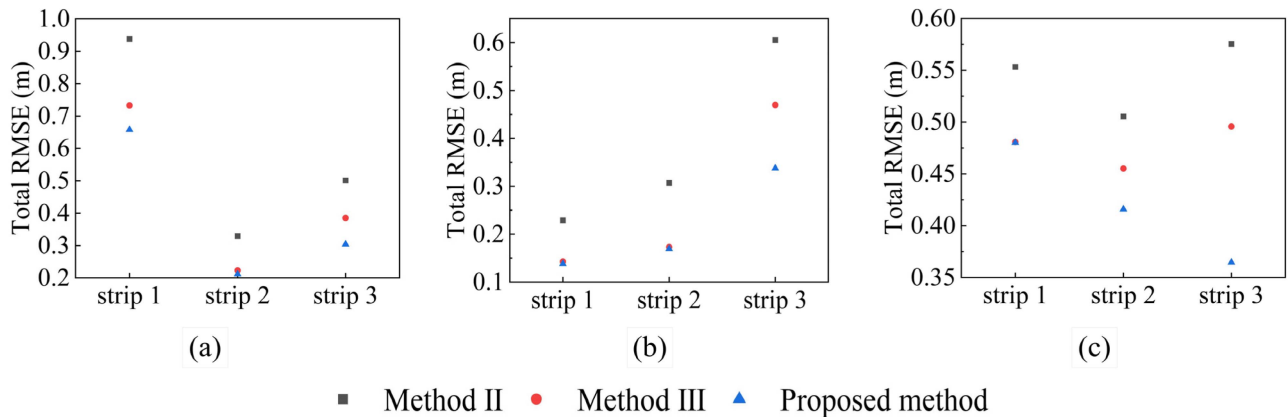 Total RMSE (m)
1.0
0.9
0.8
0.7
0.6
0.5
0.4
0.3
0.2
strip 1 strip 2 strip 3
(a)
Total RMSE (m)
0.6
0.5
0.4
0.3
0.2
0.1
strip 1 strip 2 strip 3
(b)
Total RMSE (m)
0.60
0.55
0.50
0.45
0.40
0.35
strip 1 strip 2 strip 3
(c)
Method II Method III Proposed method